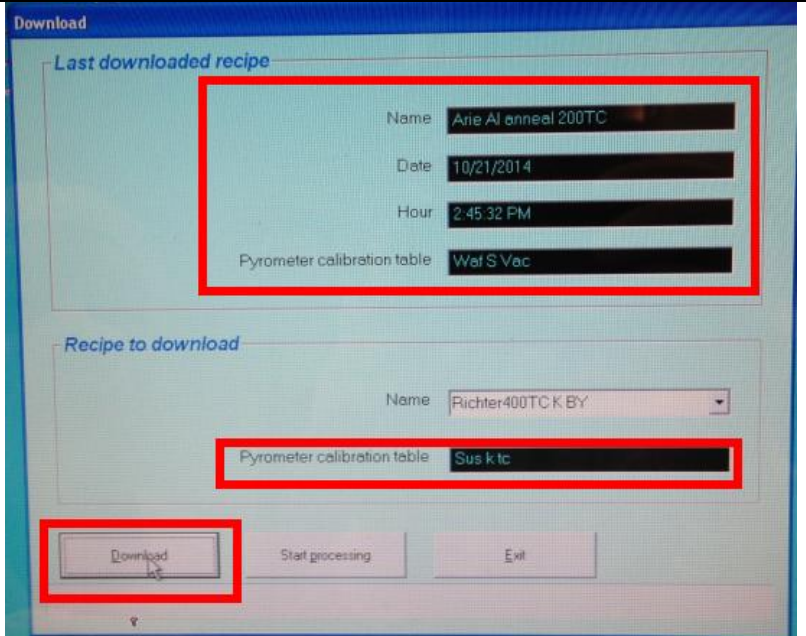 Download
Last downloaded recipe
Name Arie Al anneal 200TC
Date 10/21/2014
Hour 2:45:32 PM
Pyrometer calibration table Waf S Vac
Recipe to download
Name Richter400TC K BY
Pyrometer calibration table Sus k tc
Download Start processing Exit